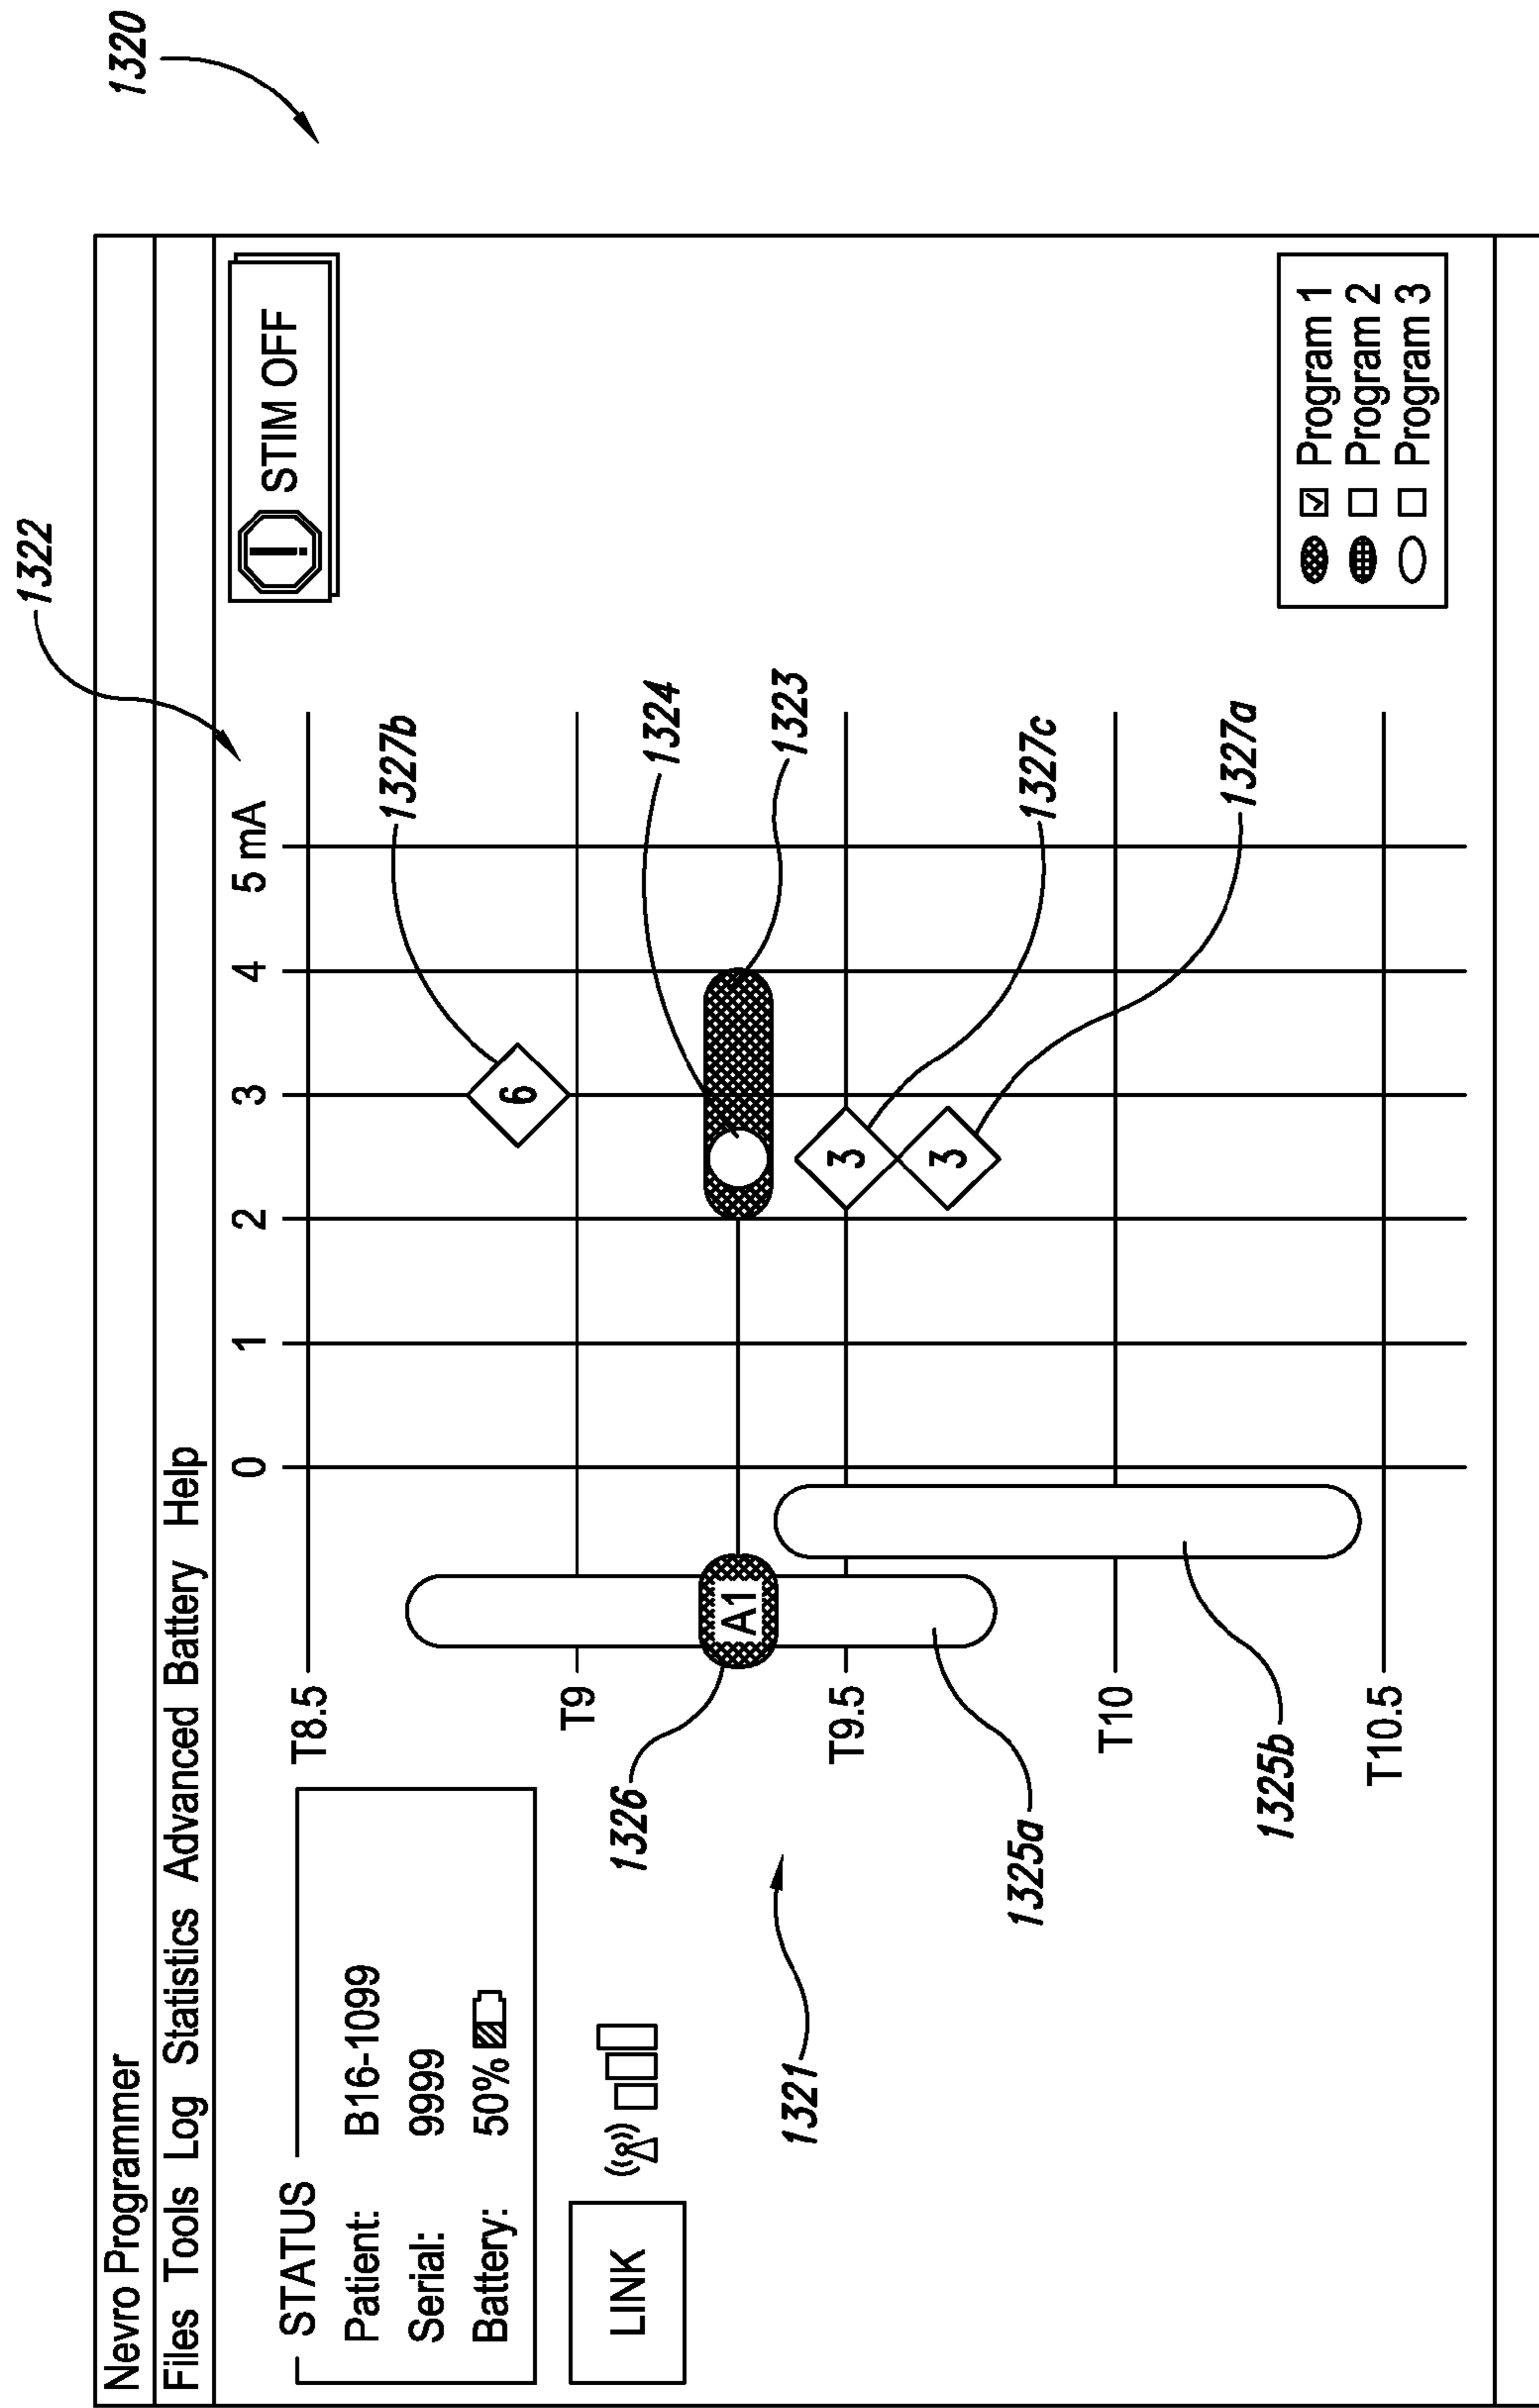 1320
1322
Nevro Programmer
Files Tools Log Statistics Advanced Battery Help
STATUS
Patient: B16-1099
Serial: 9999
Battery: 50%
LINK
STIM OFF
0 1 2 3 4 5 mA
T8.5
T9
T9.5
T10
T10.5
A1
6
3
3
1327b
1324
1323
1327c
1327a
1326
1321
1325a
1325b
Program 1
Program 2
Program 3